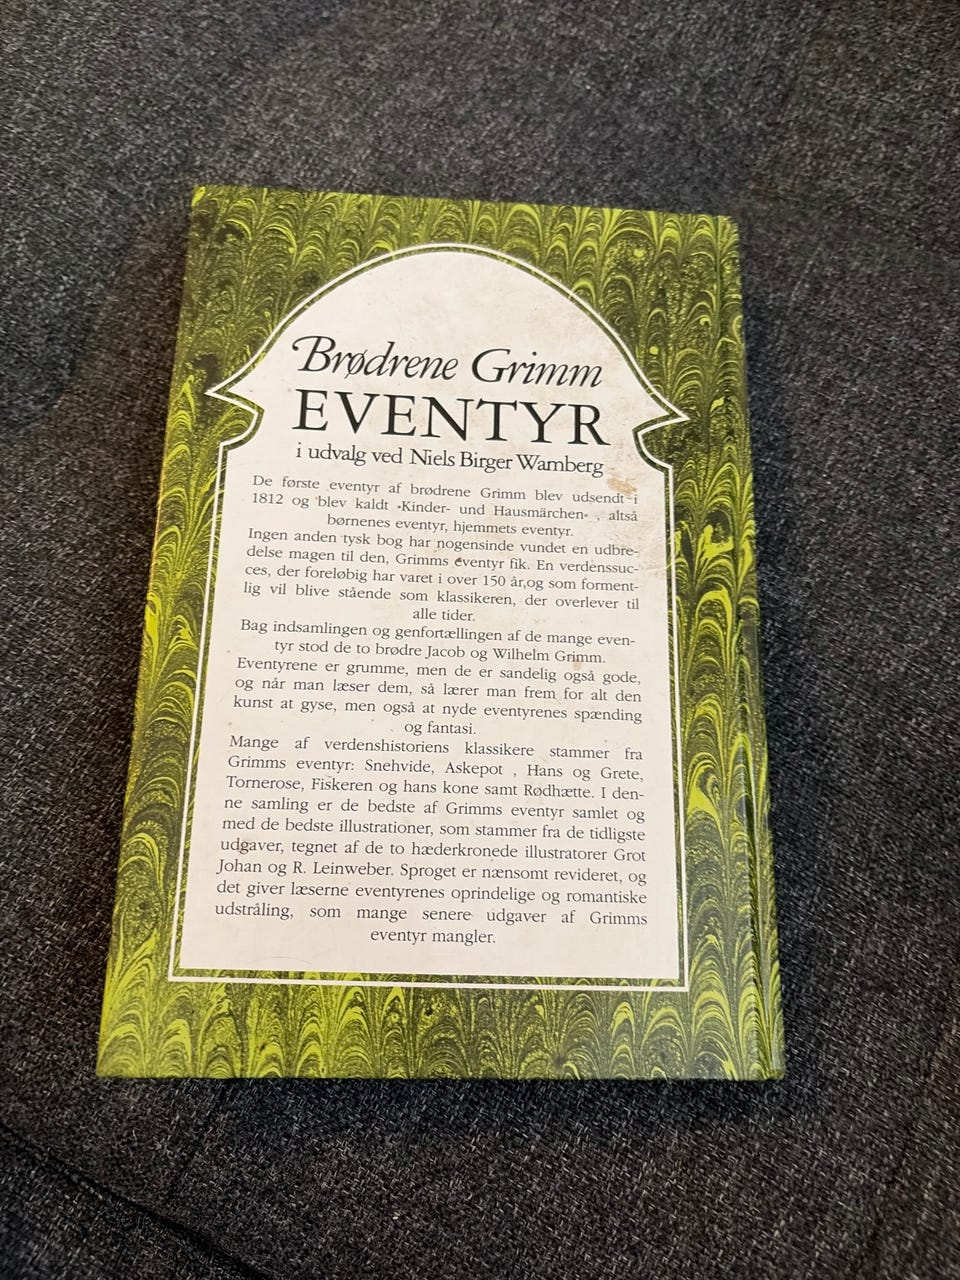 Brødrene Grimm
EVENTYR
i udvalg ved Niels Birger Wamberg
De første eventyr af brødrene Grimm blev udsendt i
1812 og blev kaldt «Kinder- und Hausmärchen» , altså
børnenes eventyr, hjemmets eventyr.
Ingen anden tysk bog har nogensinde vundet en udbre-
delse magen til den, Grimms eventyr fik. En verdenssuc-
ces, der foreløbig har varet i over 150 år,og som forment-
lig vil blive stående som klassikeren, der overlever til
alle tider.
Bag indsamlingen og genfortællingen af de mange even-
tyr stod de to brødre Jacob og Wilhelm Grimm.
Eventyrene er grumme, men de er sandelig også gode,
og når man læser dem, så lærer man frem for alt den
kunst at gyse, men også at nyde eventyrenes spænding
og fantasi.
Mange af verdenshistoriens klassikere stammer fra
Grimms eventyr: Snehvide, Askepot , Hans og Grete,
Tornerose, Fiskeren og hans kone samt Rødhætte. I den-
ne samling er de bedste af Grimms eventyr samlet og
med de bedste illustrationer, som stammer fra de tidligste
udgaver, tegnet af de to hæderkronede illustratorer Grot
Johan og R. Leinweber. Sproget er nænsomt revideret, og
det giver læserne eventyrenes oprindelige og romantiske
udstråling, som mange senere udgaver af Grimms
eventyr mangler.